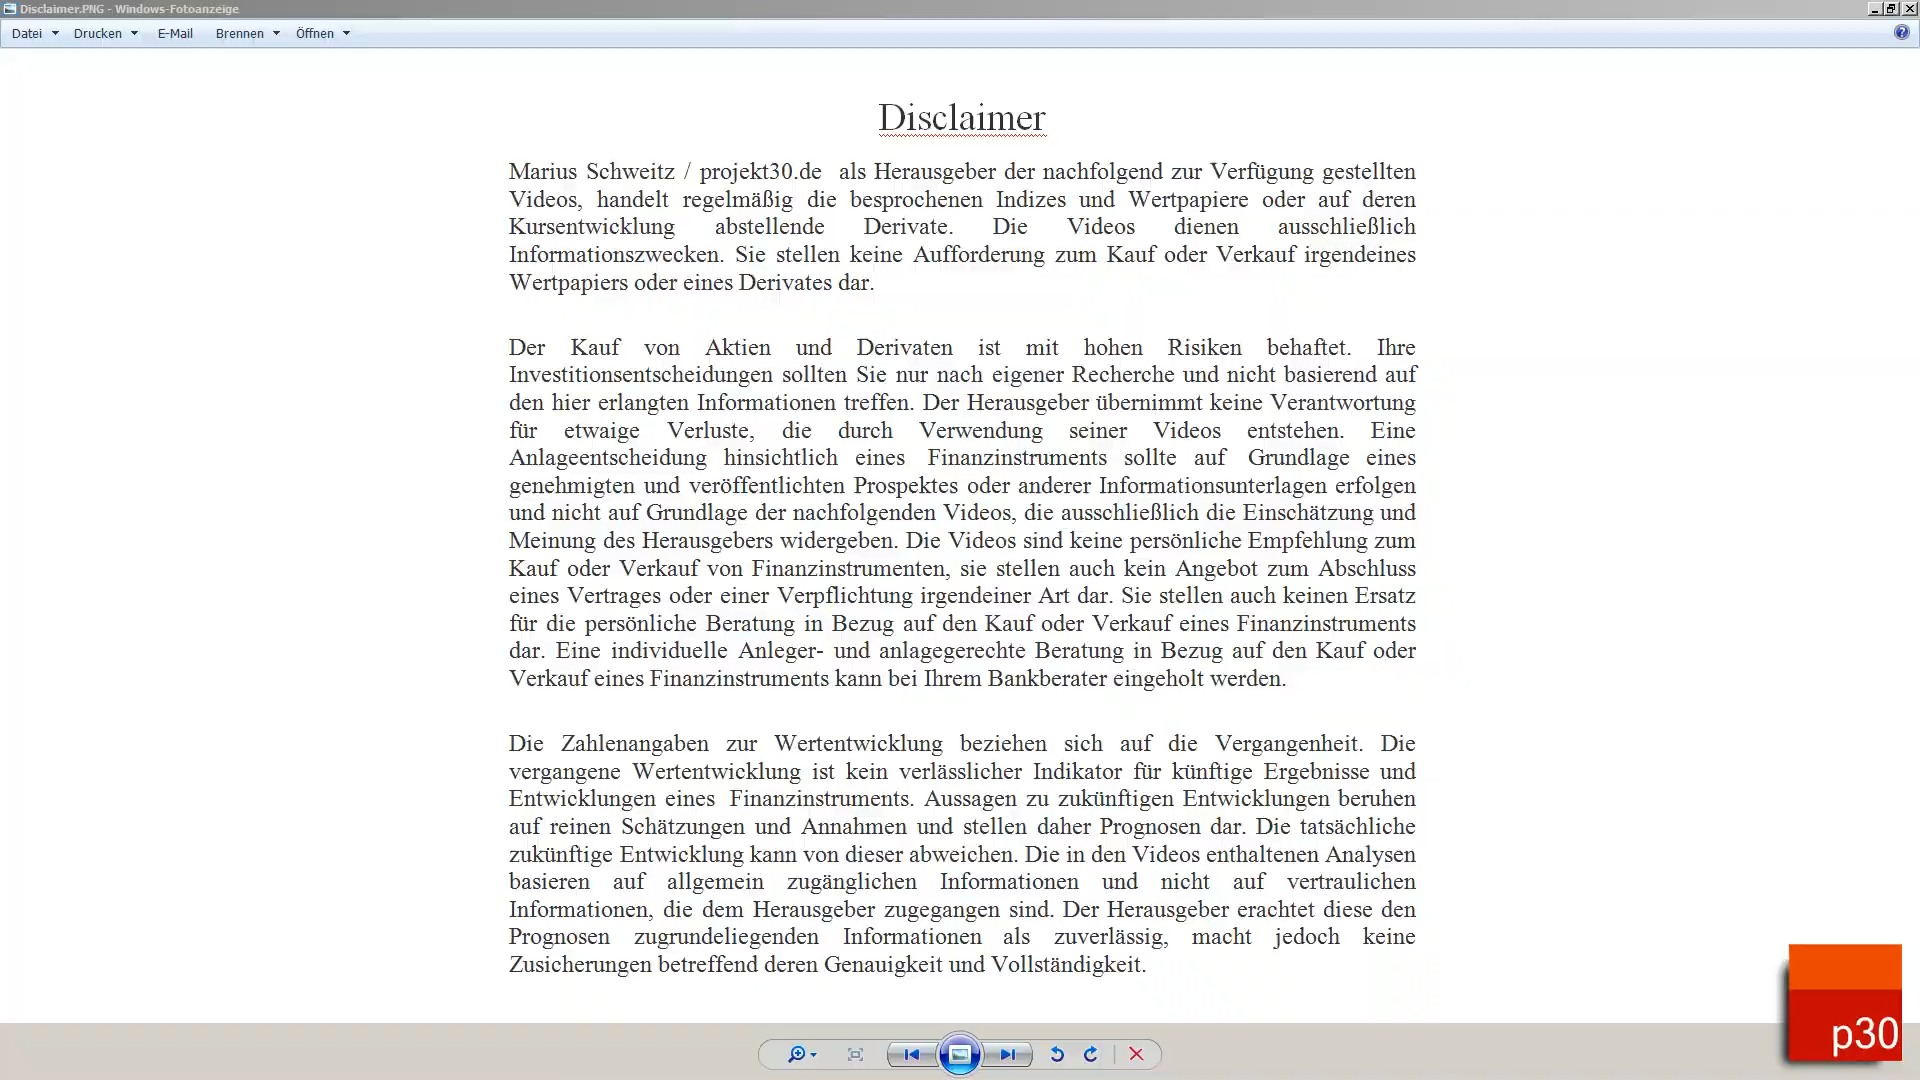 Disclaimer.PNG - Windows-Fotoanzeige
Datei Drucken E-Mail Brennen Öffnen
Disclaimer
Marius Schweitz / projekt30.de als Herausgeber der nachfolgend zur Verfügung gestellten
Videos, handelt regelmäßig die besprochenen Indizes und Wertpapiere oder auf deren
Kursentwicklung abstellende Derivate. Die Videos dienen ausschließlich
Informationszwecken. Sie stellen keine Aufforderung zum Kauf oder Verkauf irgendeines
Wertpapiers oder eines Derivates dar.
Der Kauf von Aktien und Derivaten ist mit hohen Risiken behaftet. Ihre
Investitionsentscheidungen sollten Sie nur nach eigener Recherche und nicht basierend auf
den hier erlangten Informationen treffen. Der Herausgeber übernimmt keine Verantwortung
für etwaige Verluste, die durch Verwendung seiner Videos entstehen. Eine
Anlageentscheidung hinsichtlich eines Finanzinstruments sollte auf Grundlage eines
genehmigten und veröffentlichten Prospektes oder anderer Informationsunterlagen erfolgen
und nicht auf Grundlage der nachfolgenden Videos, die ausschließlich die Einschätzung und
Meinung des Herausgebers widergeben. Die Videos sind keine persönliche Empfehlung zum
Kauf oder Verkauf von Finanzinstrumenten, sie stellen auch kein Angebot zum Abschluss
eines Vertrages oder einer Verpflichtung irgendeiner Art dar. Sie stellen auch keinen Ersatz
für die persönliche Beratung in Bezug auf den Kauf oder Verkauf eines Finanzinstruments
dar. Eine individuelle Anleger- und anlagegerechte Beratung in Bezug auf den Kauf oder
Verkauf eines Finanzinstruments kann bei Ihrem Bankberater eingeholt werden.
Die Zahlenangaben zur Wertentwicklung beziehen sich auf die Vergangenheit. Die
vergangene Wertentwicklung ist kein verlässlicher Indikator für künftige Ergebnisse und
Entwicklungen eines Finanzinstruments. Aussagen zu zukünftigen Entwicklungen beruhen
auf reinen Schätzungen und Annahmen und stellen daher Prognosen dar. Die tatsächliche
zukünftige Entwicklung kann von dieser abweichen. Die in den Videos enthaltenen Analysen
basieren auf allgemein zugänglichen Informationen und nicht auf vertraulichen
Informationen, die dem Herausgeber zugegangen sind. Der Herausgeber erachtet diese den
Prognosen zugrundeliegenden Informationen als zuverlässig, macht jedoch keine
Zusicherungen betreffend deren Genauigkeit und Vollständigkeit.
p30